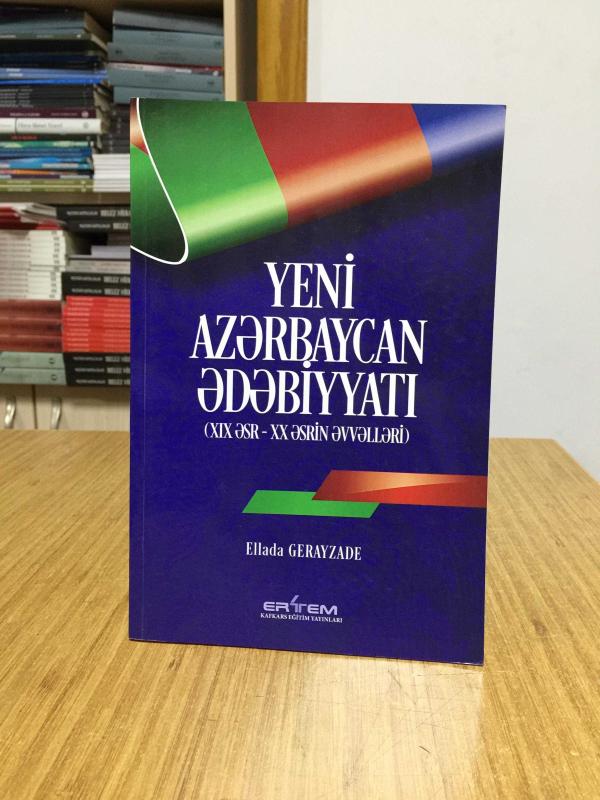 YENİ
AZƏRBAYCAN
ƏDƏBİYYATI
(XIX ƏSR - XX ƏSRİN ƏVVƏLLƏRİ)
Ellada GERAYZADE
ERTEM
KAFKARS EĞİTİM YAYINLARI